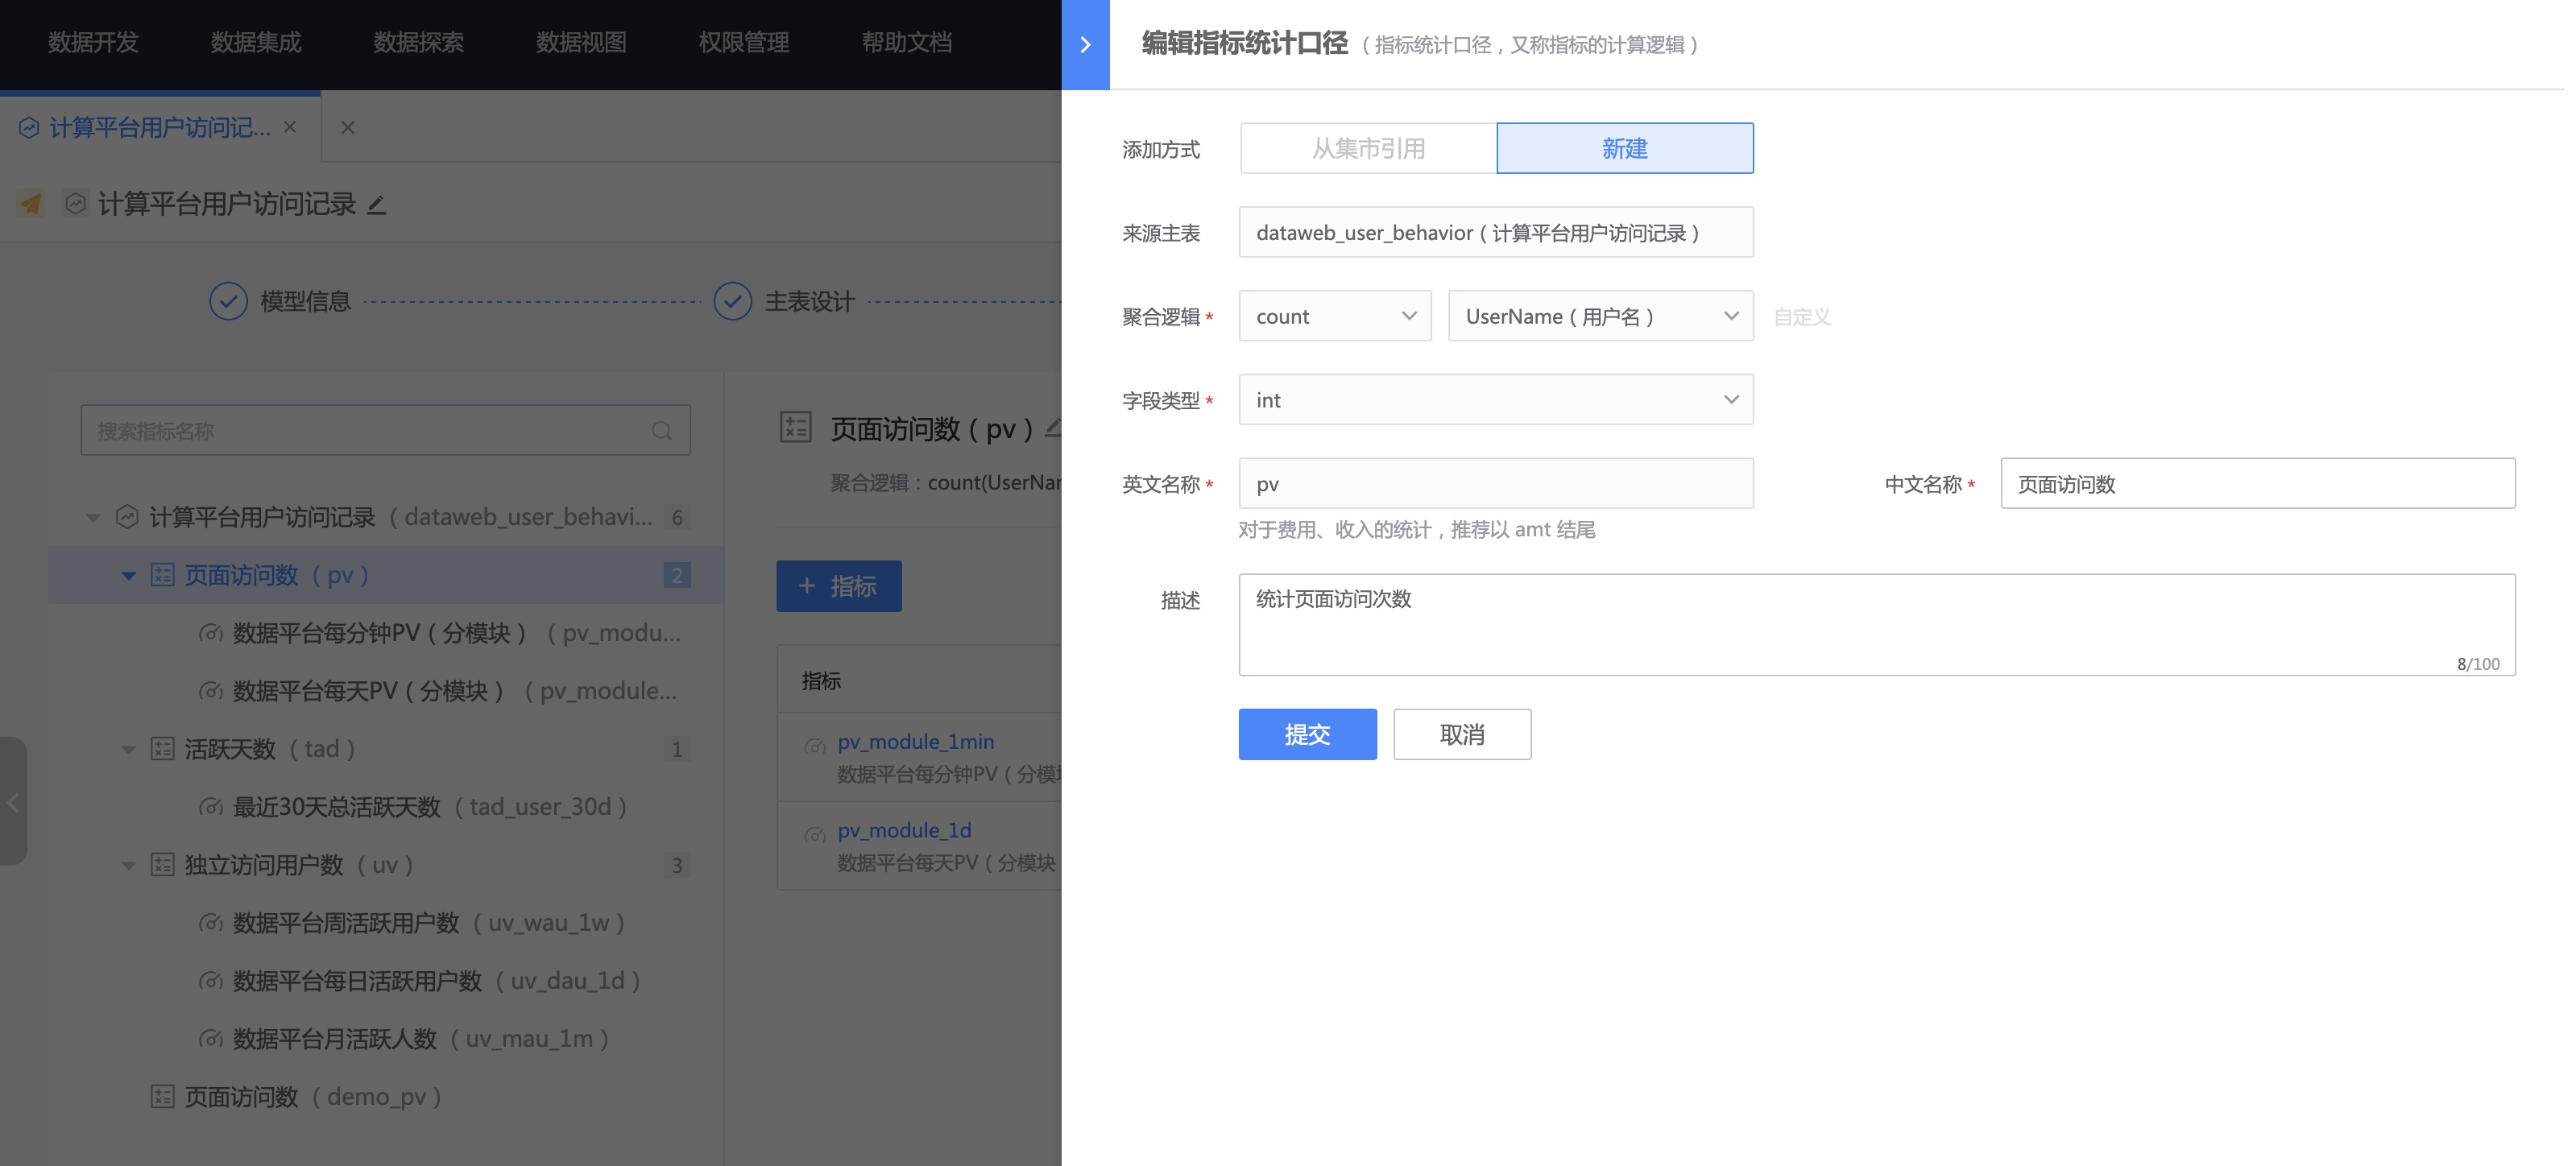 数据开发
数据集成
数据探索
数据视图
权限管理
帮助文档
计算平台用户访问记...
计算平台用户访问记录
模型信息
主表设计
搜索指标名称
计算平台用户访问记录（dataweb_user_behavi... 6
页面访问数（pv） 2
数据平台每分钟PV（分模块）（pv_modu...
数据平台每天PV（分模块）（pv_module...
活跃天数（tad） 1
最近30天总活跃天数（tad_user_30d）
独立访问用户数（uv） 3
数据平台周活跃用户数（uv_wau_1w）
数据平台每日活跃用户数（uv_dau_1d）
数据平台月活跃人数（uv_mau_1m）
页面访问数（demo_pv）
页面访问数（pv）
聚合逻辑：count(UserNa
+ 指标
指标
pv_module_1min
数据平台每分钟PV（分模
pv_module_1d
数据平台每天PV（分模块
编辑指标统计口径（指标统计口径，又称指标的计算逻辑）
添加方式 从集市引用 新建
来源主表 dataweb_user_behavior（计算平台用户访问记录）
聚合逻辑* count UserName（用户名） 自定义
字段类型* int
英文名称* pv 中文名称* 页面访问数
对于费用、收入的统计，推荐以 amt 结尾
描述 统计页面访问次数
8/100
提交 取消